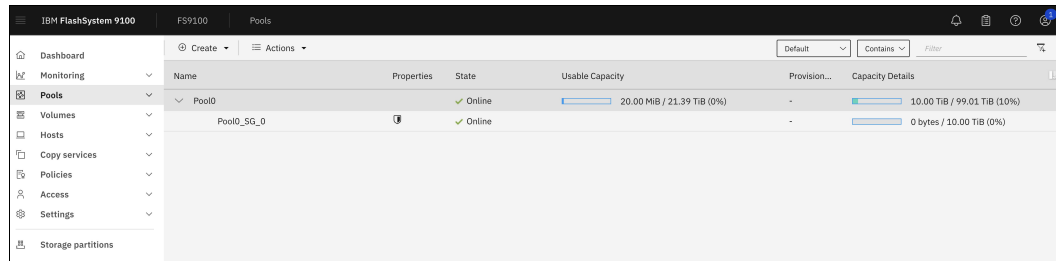 IBM FlashSystem 9100 FS9100 Pools 1
Create Actions Default Contains Filter
Dashboard
Monitoring
Pools
Volumes
Hosts
Copy services
Policies
Access
Settings
Storage partitions
Name Properties State Usable Capacity Provision... Capacity Details
Pool0 Online 20.00 MiB / 21.39 TiB (0%) - 10.00 TiB / 99.01 TiB (10%)
Pool0_SG_0 Online - 0 bytes / 10.00 TiB (0%)